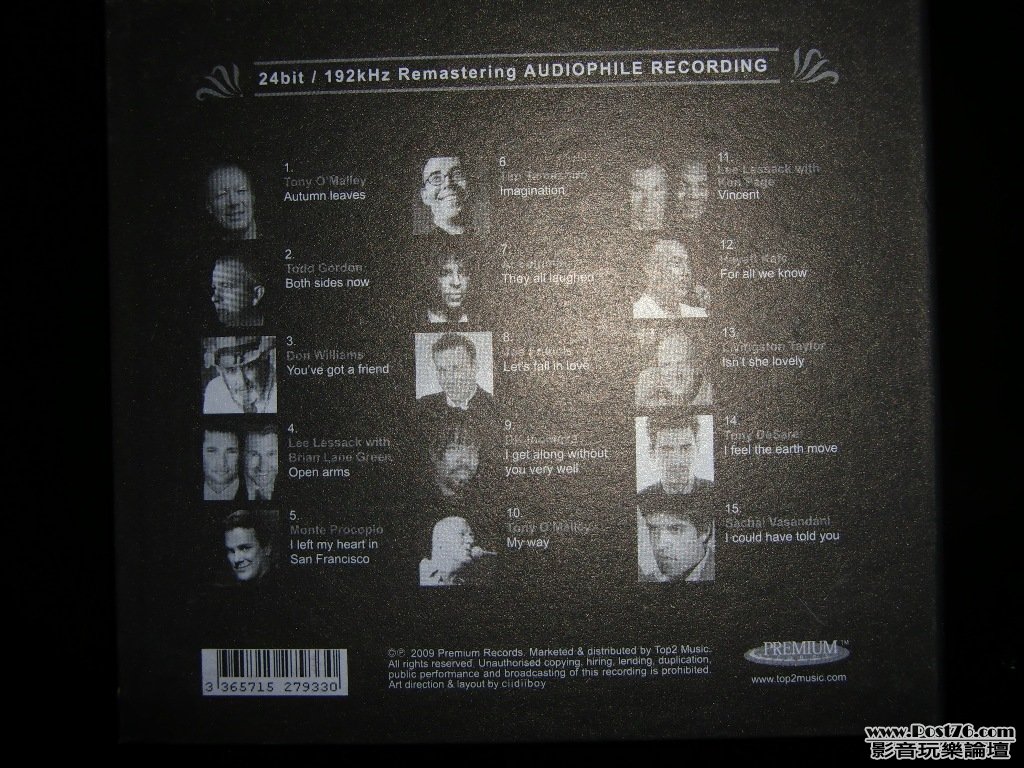 24bit / 192kHz Remastering AUDIOPHILE RECORDING
1.
Tony O'Malley
Autumn leaves
2.
Todd Gordon
Both sides now
3.
Don Williams
You've got a friend
4.
Lee Lessack with
Brian Lane Green
Open arms
5.
Monte Procopio
I left my heart in
San Francisco
6.
Imagination
7.
They all laughed
8.
Let's fall in love
9.
I get along without
you very well
10.
Tony O'Malley
My way
11.
Lee Lessack with
Vincent
12.
For all we know
13.
Livingston Taylor
Isn't she lovely
14.
Tony DeSare
I feel the earth move
15.
Sachal Vasandani
I could have told you
3 365715 279330
©℗ 2009 Premium Records. Marketed & distributed by Top2 Music.
All rights reserved. Unauthorised copying, hiring, lending, duplication,
public performance and broadcasting of this recording is prohibited.
Art direction & layout by ciidiiboy
PREMIUM™
www.top2music.com
www.Post76.com
影音玩樂論壇